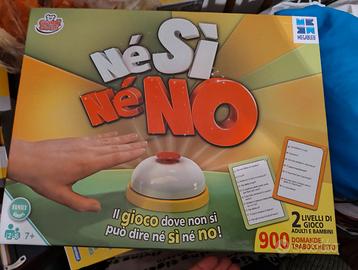 MEGABLEU
Né Sì
Né NO
Il gioco dove non si
può dire né sì né no!
2 LIVELLI DI
GIOCO
ADULTI E BAMBINI
900 DOMANDE
TRABOCCHETTO
FAMILY
7+